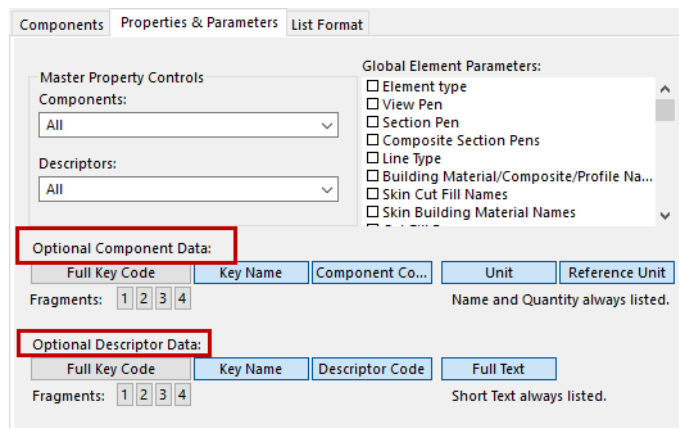 Components Properties & Parameters List Format
Master Property Controls
Components:
All
Descriptors:
All
Global Element Parameters:
Element type
View Pen
Section Pen
Composite Section Pens
Line Type
Building Material/Composite/Profile Na...
Skin Cut Fill Names
Skin Building Material Names
Optional Component Data:
Full Key Code Key Name Component Co... Unit Reference Unit
Fragments: 1 2 3 4 Name and Quantity always listed.
Optional Descriptor Data:
Full Key Code Key Name Descriptor Code Full Text
Fragments: 1 2 3 4 Short Text always listed.